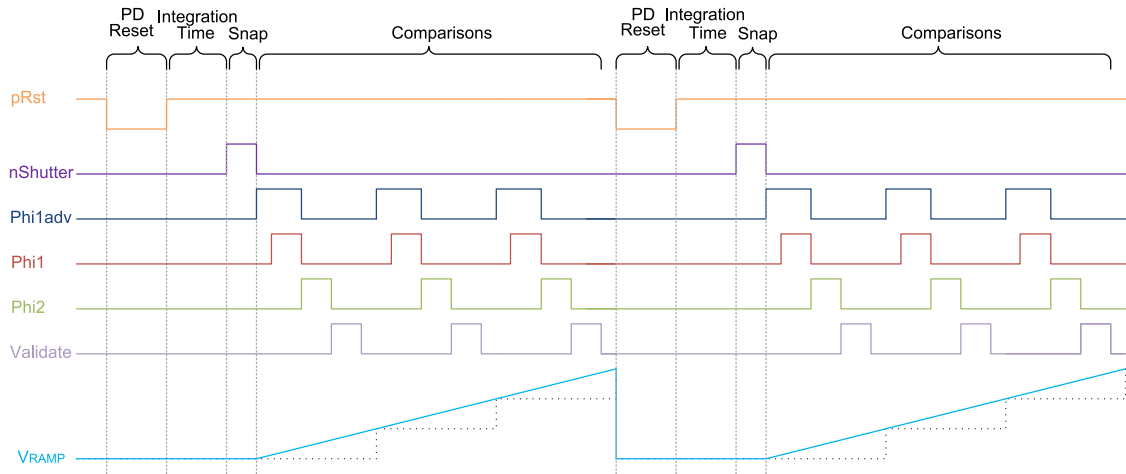 PD
Reset
Integration
Time
Snap
Comparisons
PD
Reset
Integration
Time
Snap
Comparisons
pRst
nShutter
Phi1adv
Phi1
Phi2
Validate
VRAMP